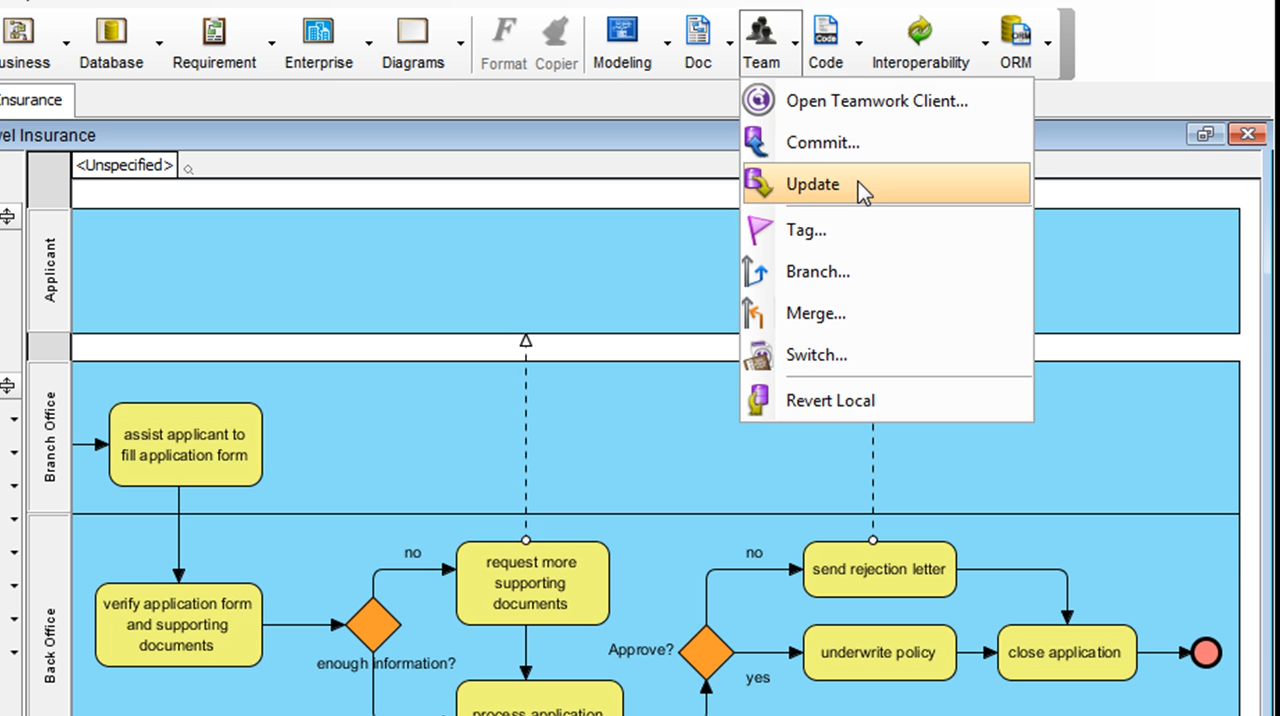 usiness Database Requirement Enterprise Diagrams Format Copier Modeling Doc Team Code Interoperability ORM
nsurance
vel Insurance
<Unspecified>
Open Teamwork Client...
Commit...
Update
Tag...
Branch...
Merge...
Switch...
Revert Local
Applicant
Branch Office
assist applicant to
fill application form
Back Office
verify application form
and supporting
documents
enough information?
no
request more
supporting
documents
process application
Approve?
no
yes
send rejection letter
underwrite policy
close application